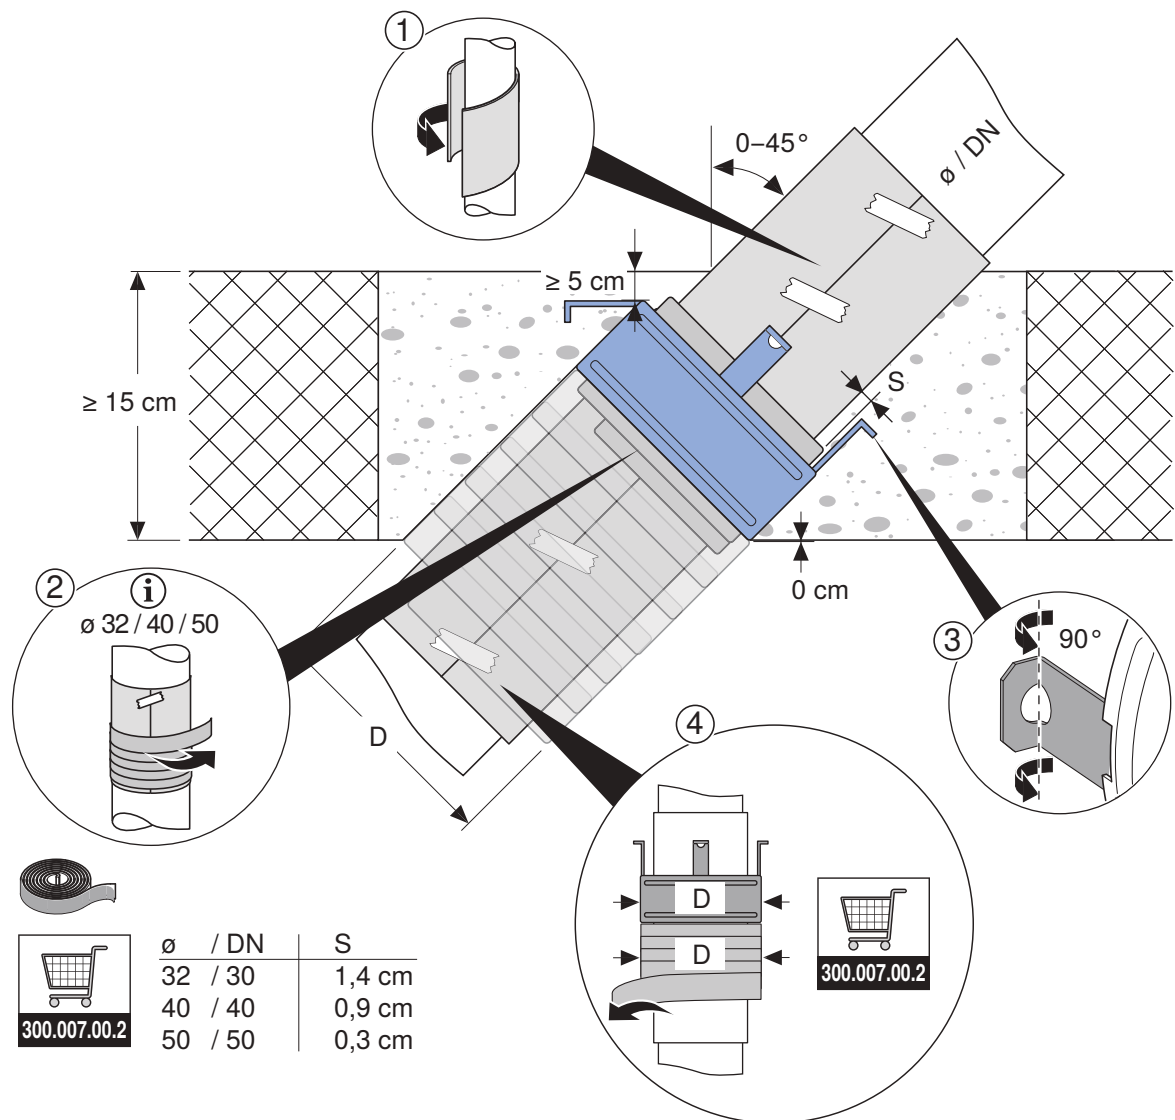 1
0–45°
ø / DN
≥ 5 cm
S
≥ 15 cm
0 cm
2
i
ø 32 / 40 / 50
3
90°
D
4
D
D
300.007.00.2
ø / DN S
32 / 30 1,4 cm
40 / 40 0,9 cm
50 / 50 0,3 cm
300.007.00.2